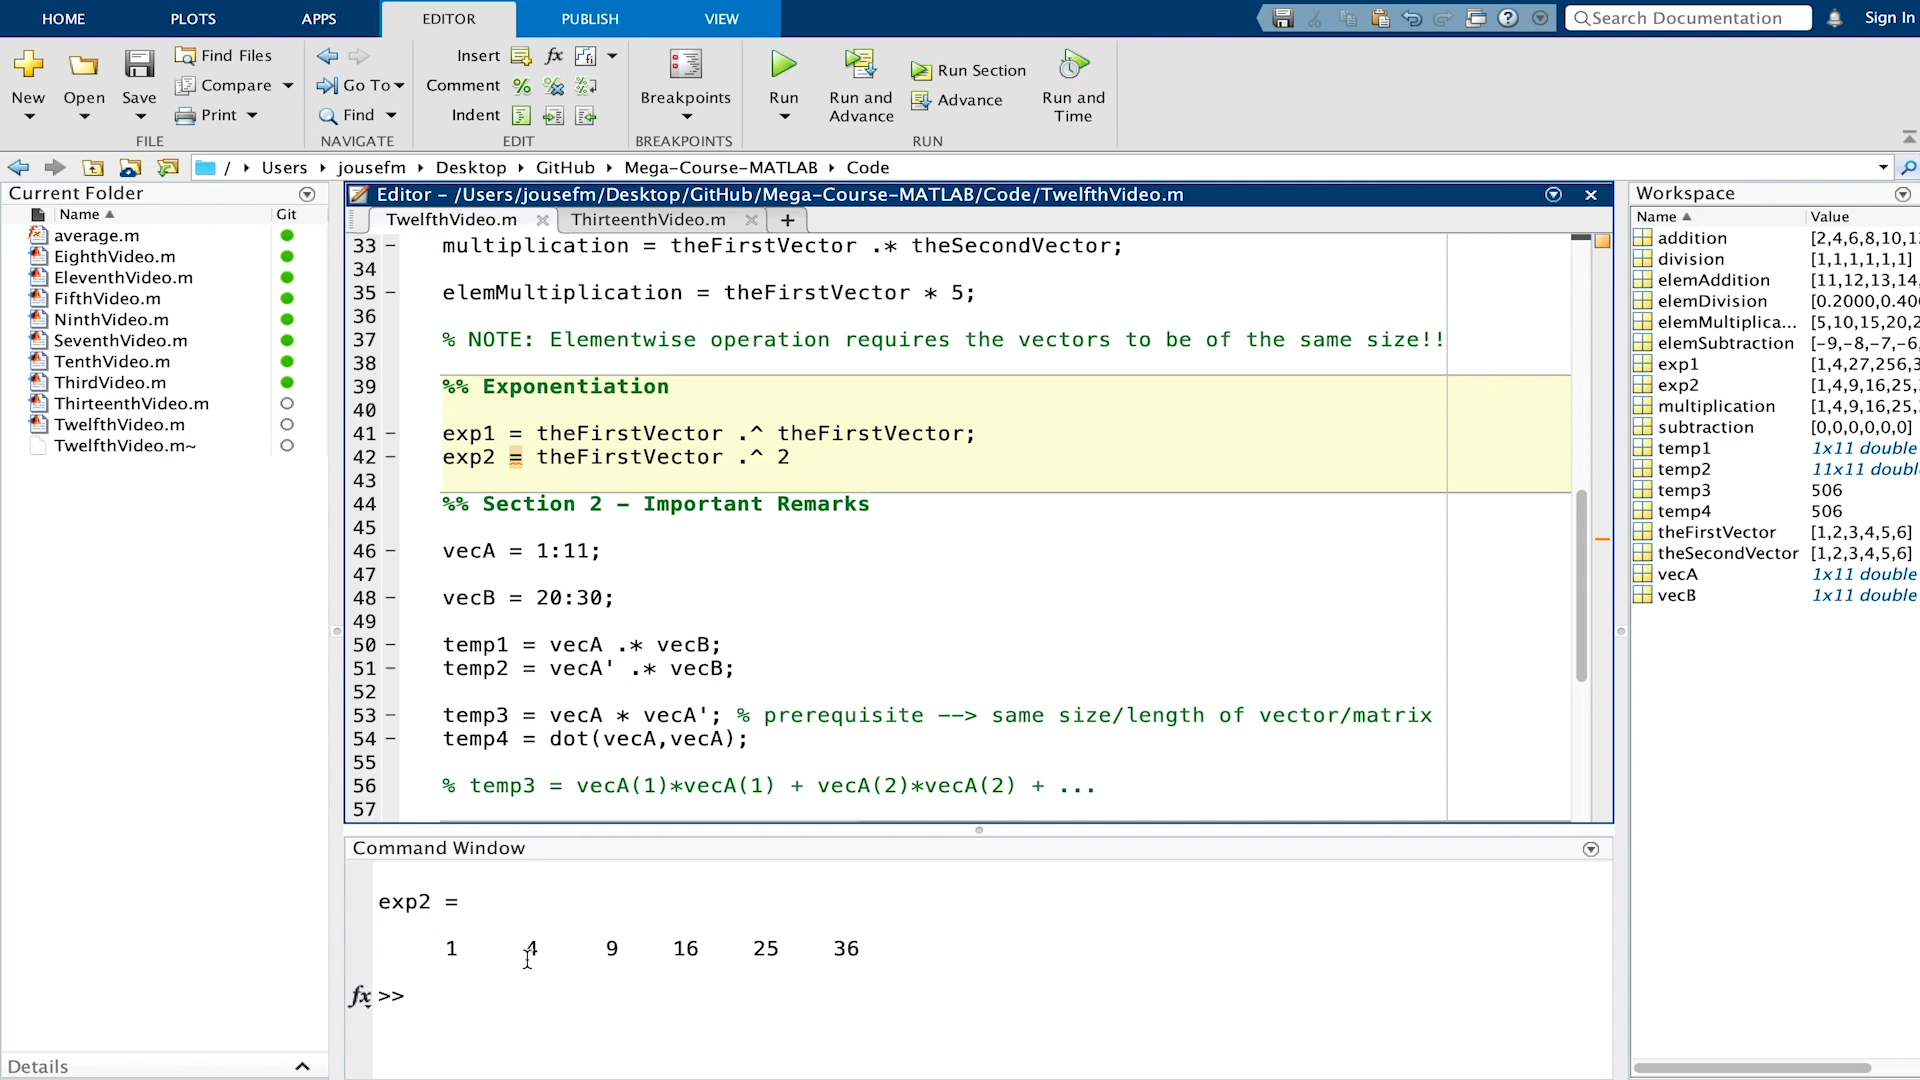 HOME PLOTS APPS EDITOR PUBLISH VIEW Search Documentation Sign In
New Open Save Find Files Compare Print
FILE
Go To Find
NAVIGATE
Insert fx
Comment
Indent
EDIT
Breakpoints
BREAKPOINTS
Run Run and Advance Run Section Advance Run and Time
RUN
/ Users jousefm Desktop GitHub Mega-Course-MATLAB Code
Current Folder
Name Git
average.m
EighthVideo.m
EleventhVideo.m
FifthVideo.m
NinthVideo.m
SeventhVideo.m
TenthVideo.m
ThirdVideo.m
ThirteenthVideo.m
TwelfthVideo.m
TwelfthVideo.m~
Details
Editor - /Users/jousefm/Desktop/GitHub/Mega-Course-MATLAB/Code/TwelfthVideo.m
TwelfthVideo.m ThirteenthVideo.m +
33 - multiplication = theFirstVector .* theSecondVector;
34
35 - elemMultiplication = theFirstVector * 5;
36
37 % NOTE: Elementwise operation requires the vectors to be of the same size!!
38
39 %% Exponentiation
40
41 - exp1 = theFirstVector .^ theFirstVector;
42 - exp2 = theFirstVector .^ 2
43
44 %% Section 2 - Important Remarks
45
46 - vecA = 1:11;
47
48 - vecB = 20:30;
49
50 - temp1 = vecA .* vecB;
51 - temp2 = vecA' .* vecB;
52
53 - temp3 = vecA * vecA'; % prerequisite --> same size/length of vector/matrix
54 - temp4 = dot(vecA,vecA);
55
56 % temp3 = vecA(1)*vecA(1) + vecA(2)*vecA(2) + ...
57
Command Window
exp2 =
1 4 9 16 25 36
fx >>
Workspace
Name Value
addition [2,4,6,8,10,1
division [1,1,1,1,1,1]
elemAddition [11,12,13,14,
elemDivision [0.2000,0.40
elemMultiplica... [5,10,15,20,2
elemSubtraction [-9,-8,-7,-6,
exp1 [1,4,27,256,3
exp2 [1,4,9,16,25,
multiplication [1,4,9,16,25,
subtraction [0,0,0,0,0,0]
temp1 1x11 double
temp2 11x11 double
temp3 506
temp4 506
theFirstVector [1,2,3,4,5,6]
theSecondVector [1,2,3,4,5,6]
vecA 1x11 double
vecB 1x11 double